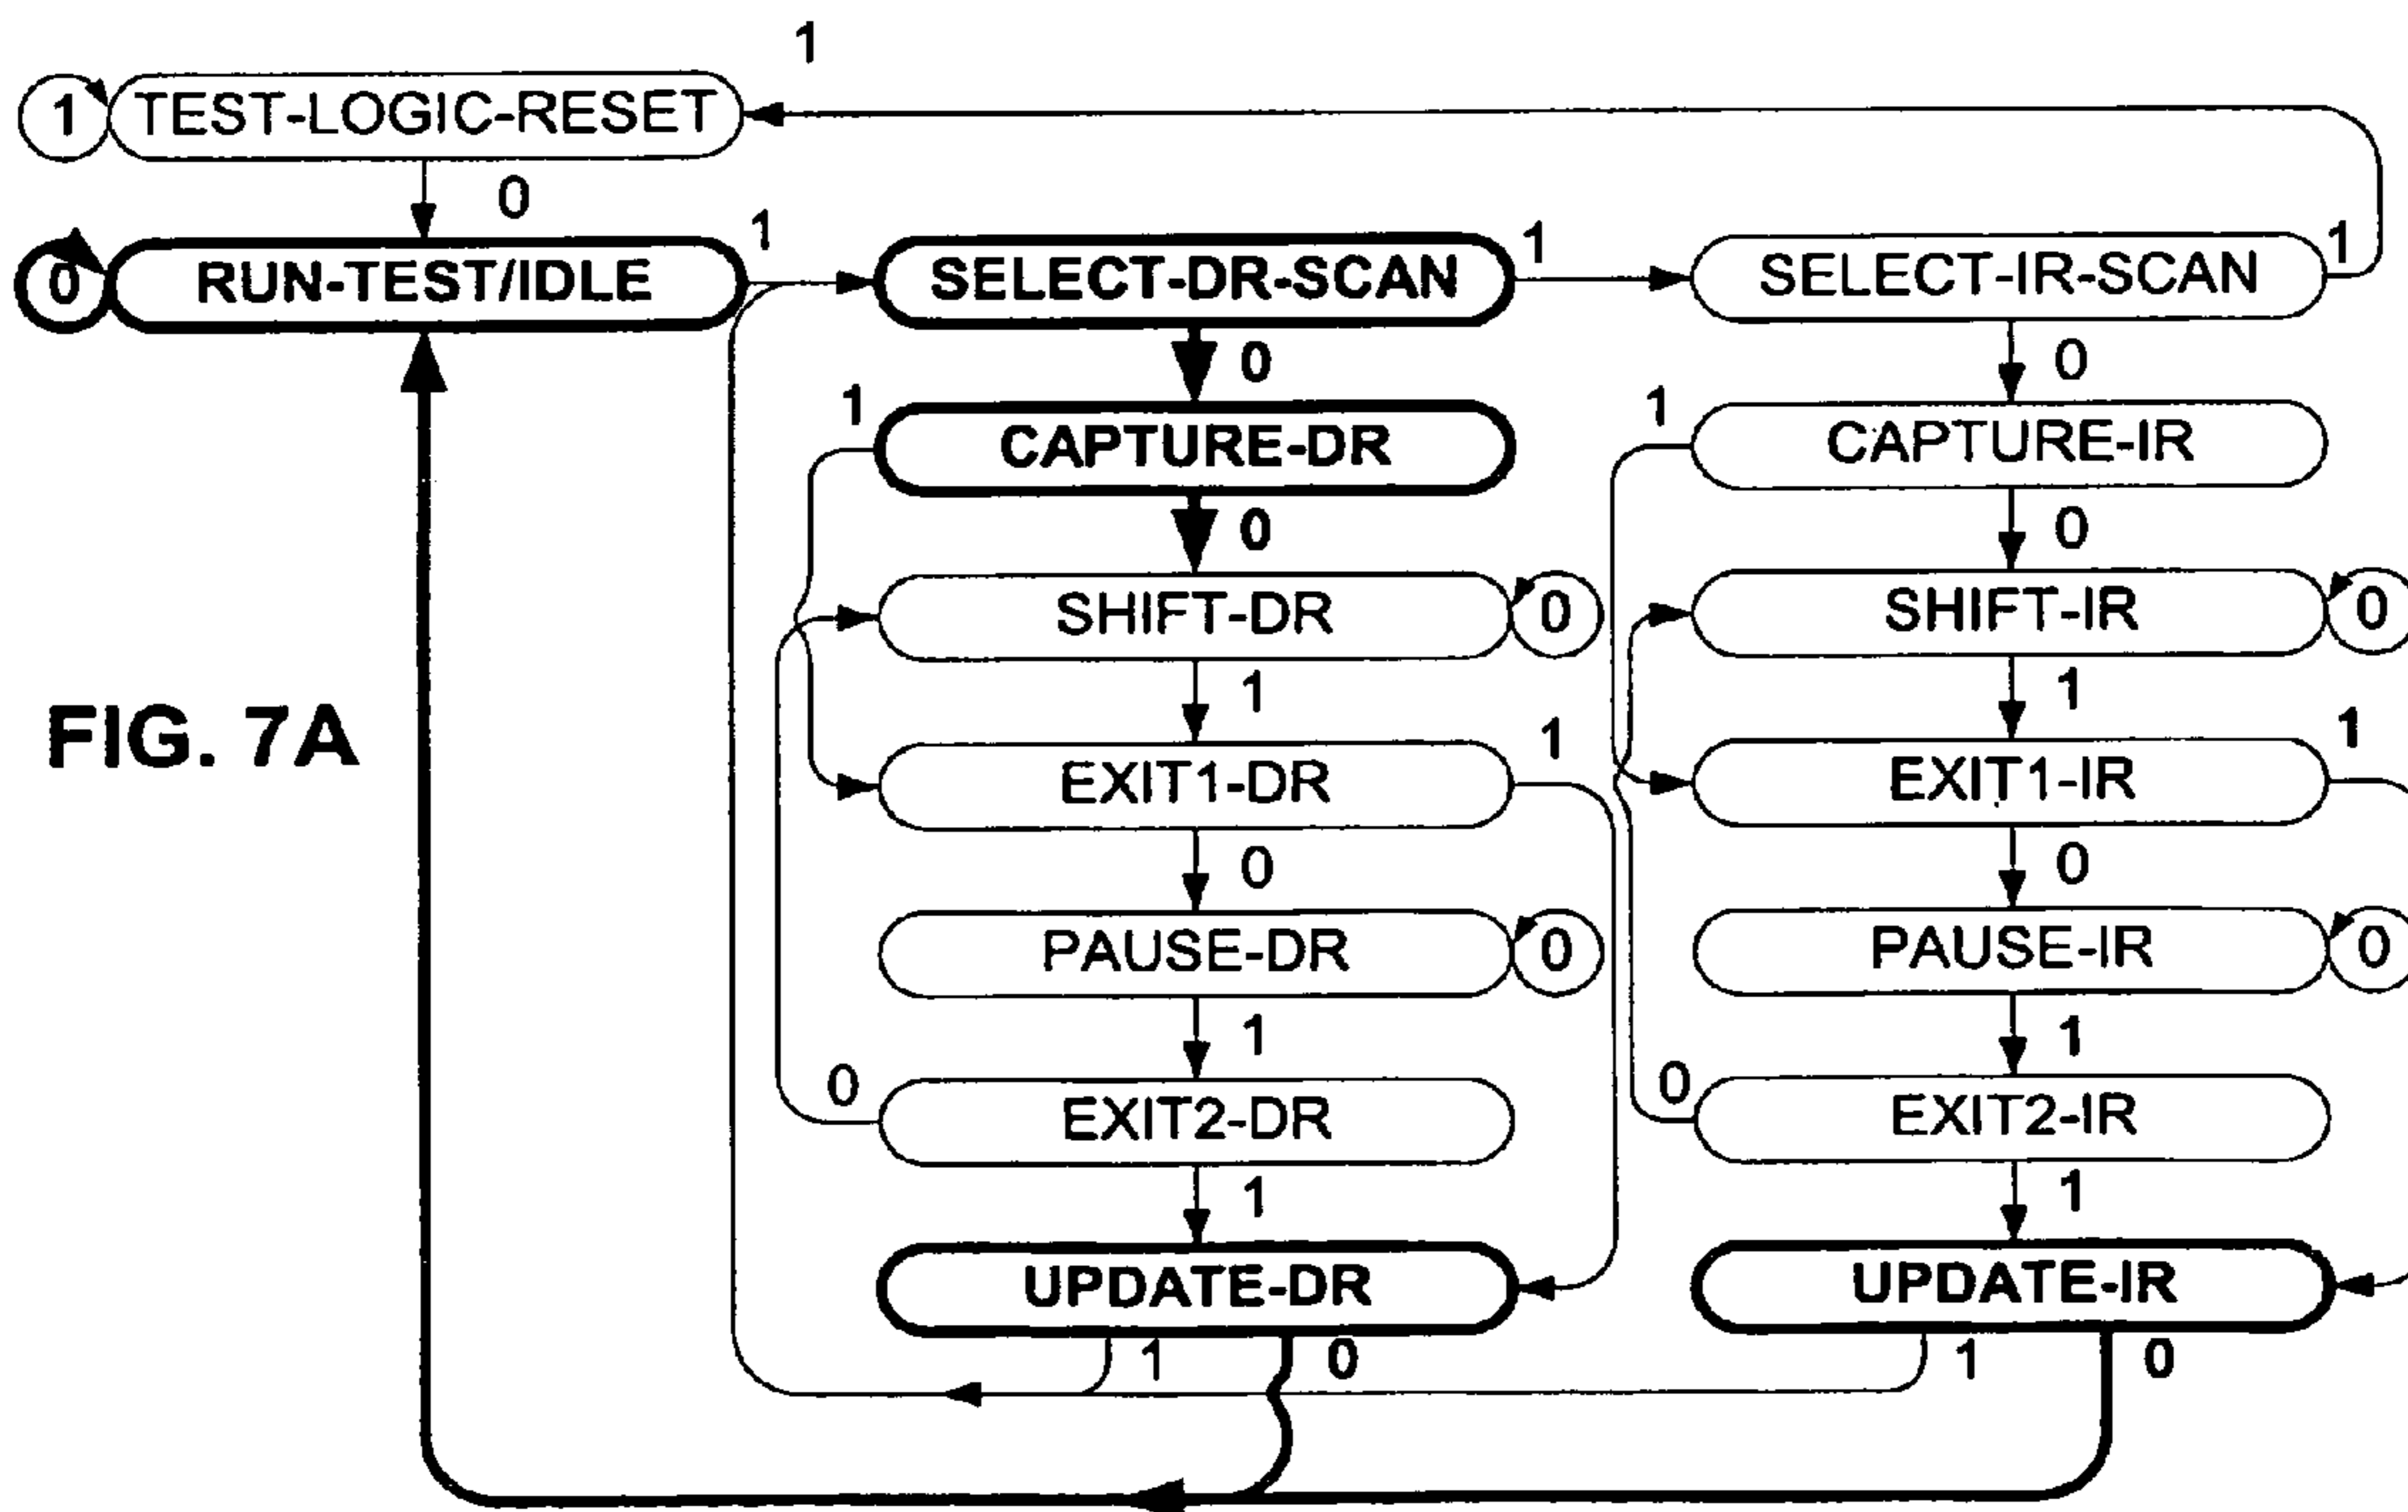 1
1 TEST-LOGIC-RESET
0
0 RUN-TEST/IDLE 1 SELECT-DR-SCAN 1 SELECT-IR-SCAN 1
0 0
1 CAPTURE-DR 1 CAPTURE-IR
0 0
SHIFT-DR 0 SHIFT-IR 0
1 1
FIG. 7A
EXIT1-DR 1 EXIT1-IR 1
0 0
PAUSE-DR 0 PAUSE-IR 0
1 1
0 EXIT2-DR 0 EXIT2-IR
1 1
UPDATE-DR UPDATE-IR
1 0 1 0